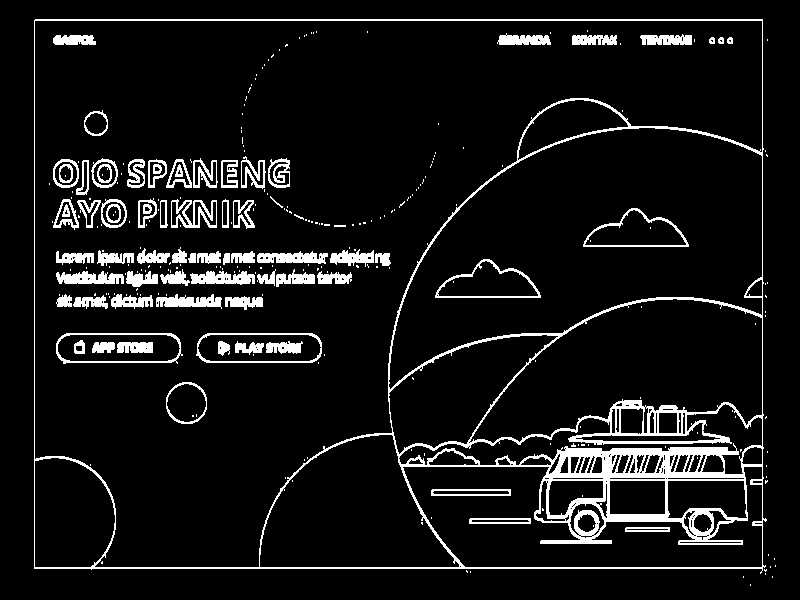 GASPOL
BERANDA KONTAK TENTANG
OJO SPANENG
AYO PIKNIK
Lorem ipsum dolor sit amet amet consectetur adipiscing
Vestibulum ligula velit, sollicitudin vulputate tortor
sit amet, dictum malesuada neque
APP STORE
PLAY STORE